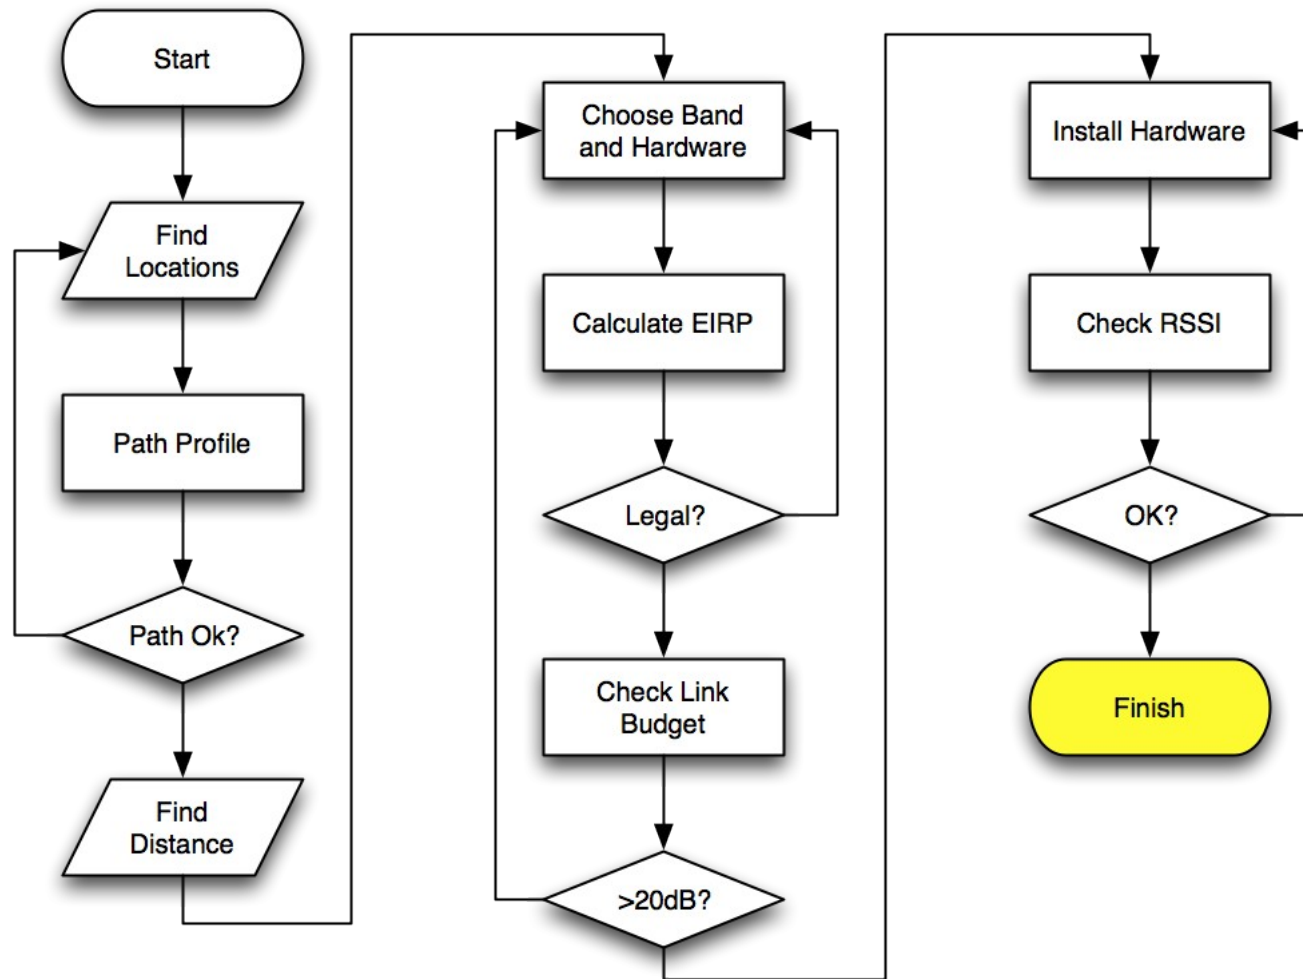 Start
Find
Locations
Path Profile
Path Ok?
Find
Distance
Choose Band
and Hardware
Calculate EIRP
Legal?
Check Link
Budget
>20dB?
Install Hardware
Check RSSI
OK?
Finish